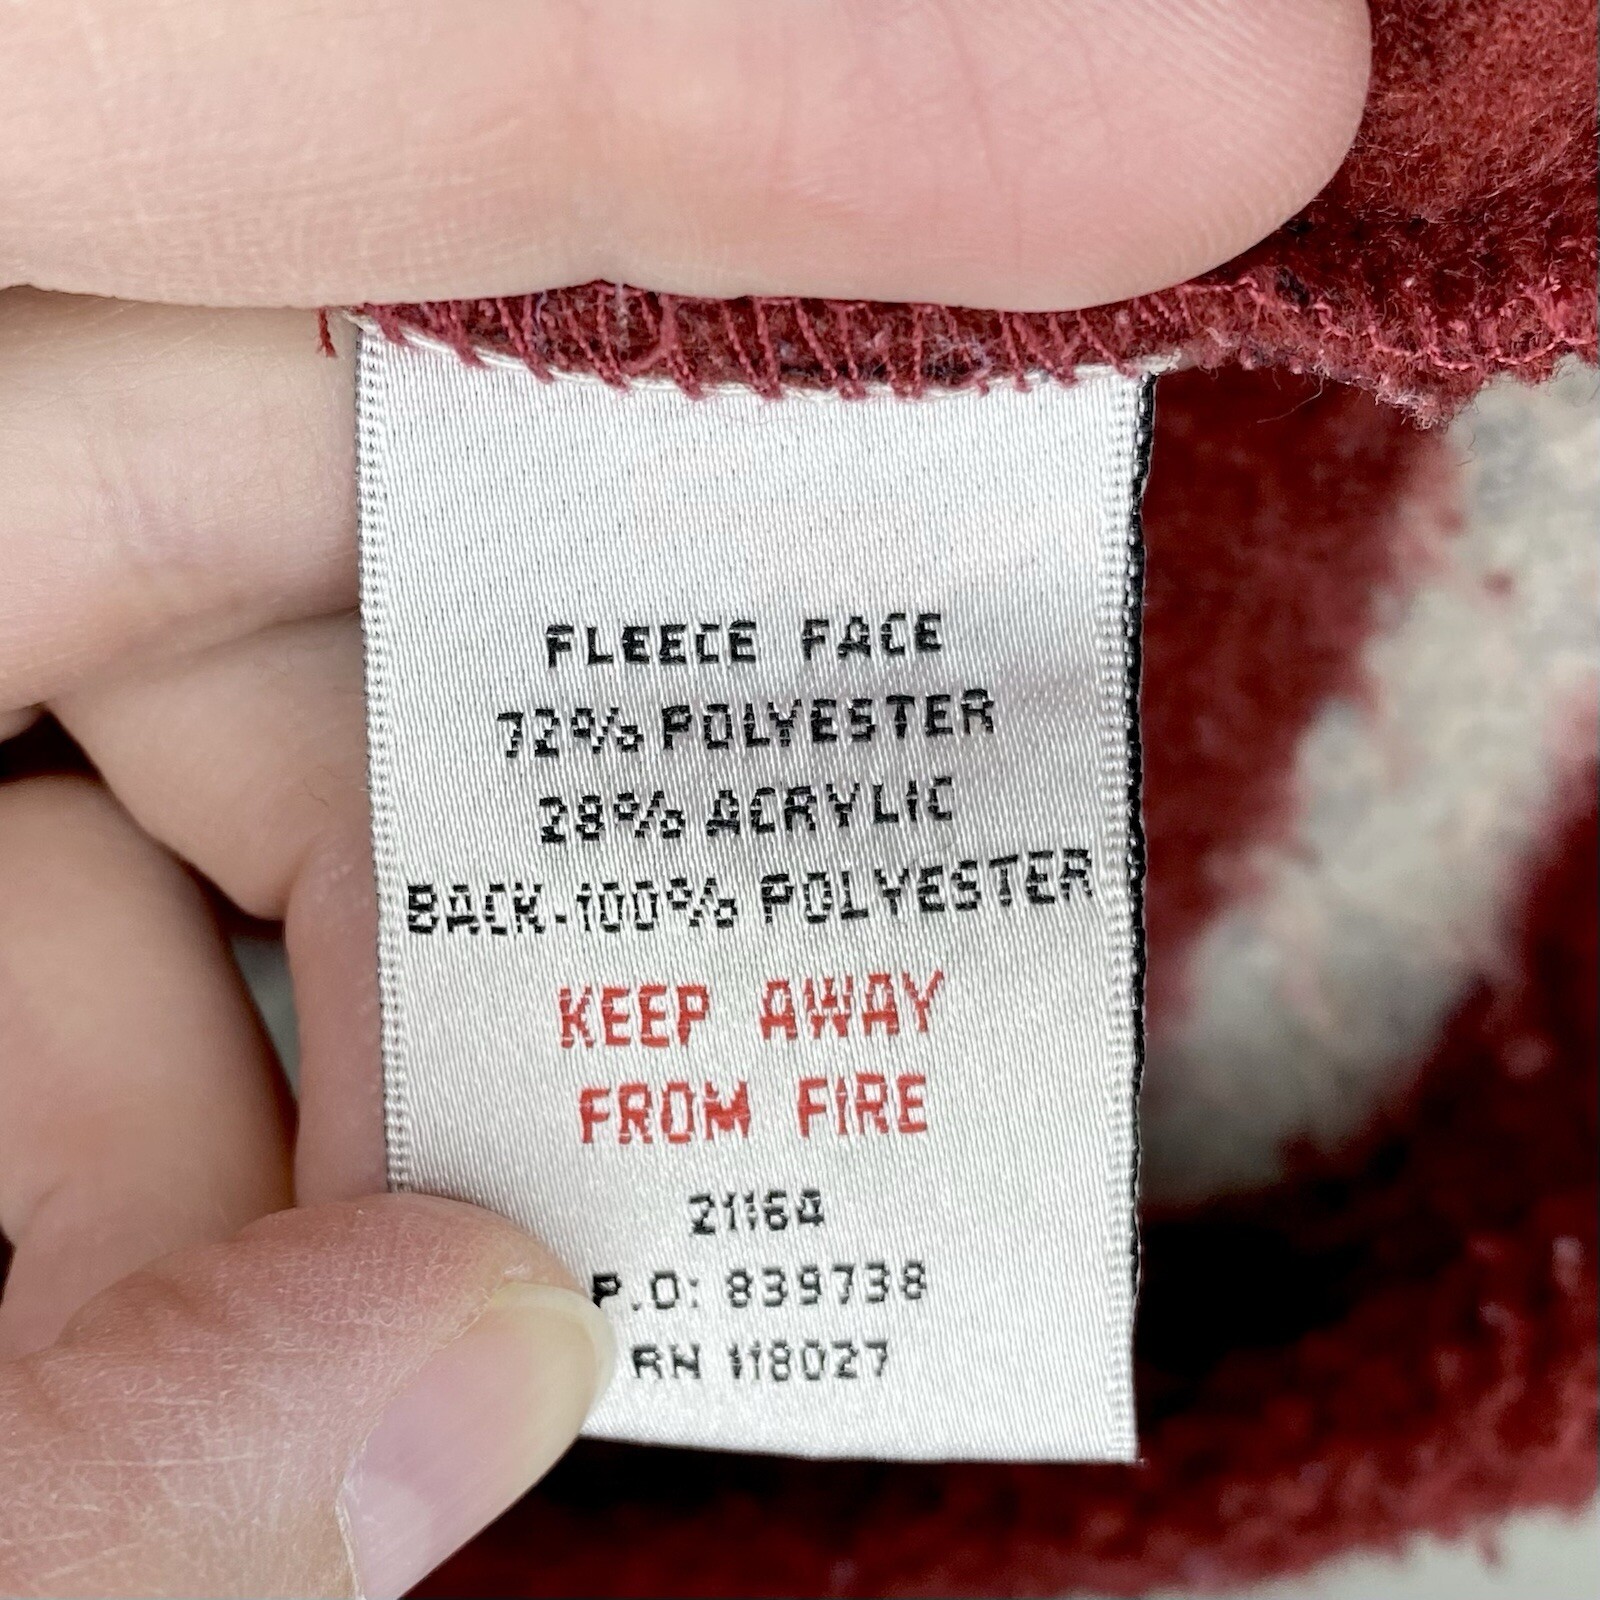 FLEECE FACE
72% POLYESTER
28% ACRYLIC
BACK-100% POLYESTER
KEEP AWAY
FROM FIRE
21164
P.O: 839738
RN 118027